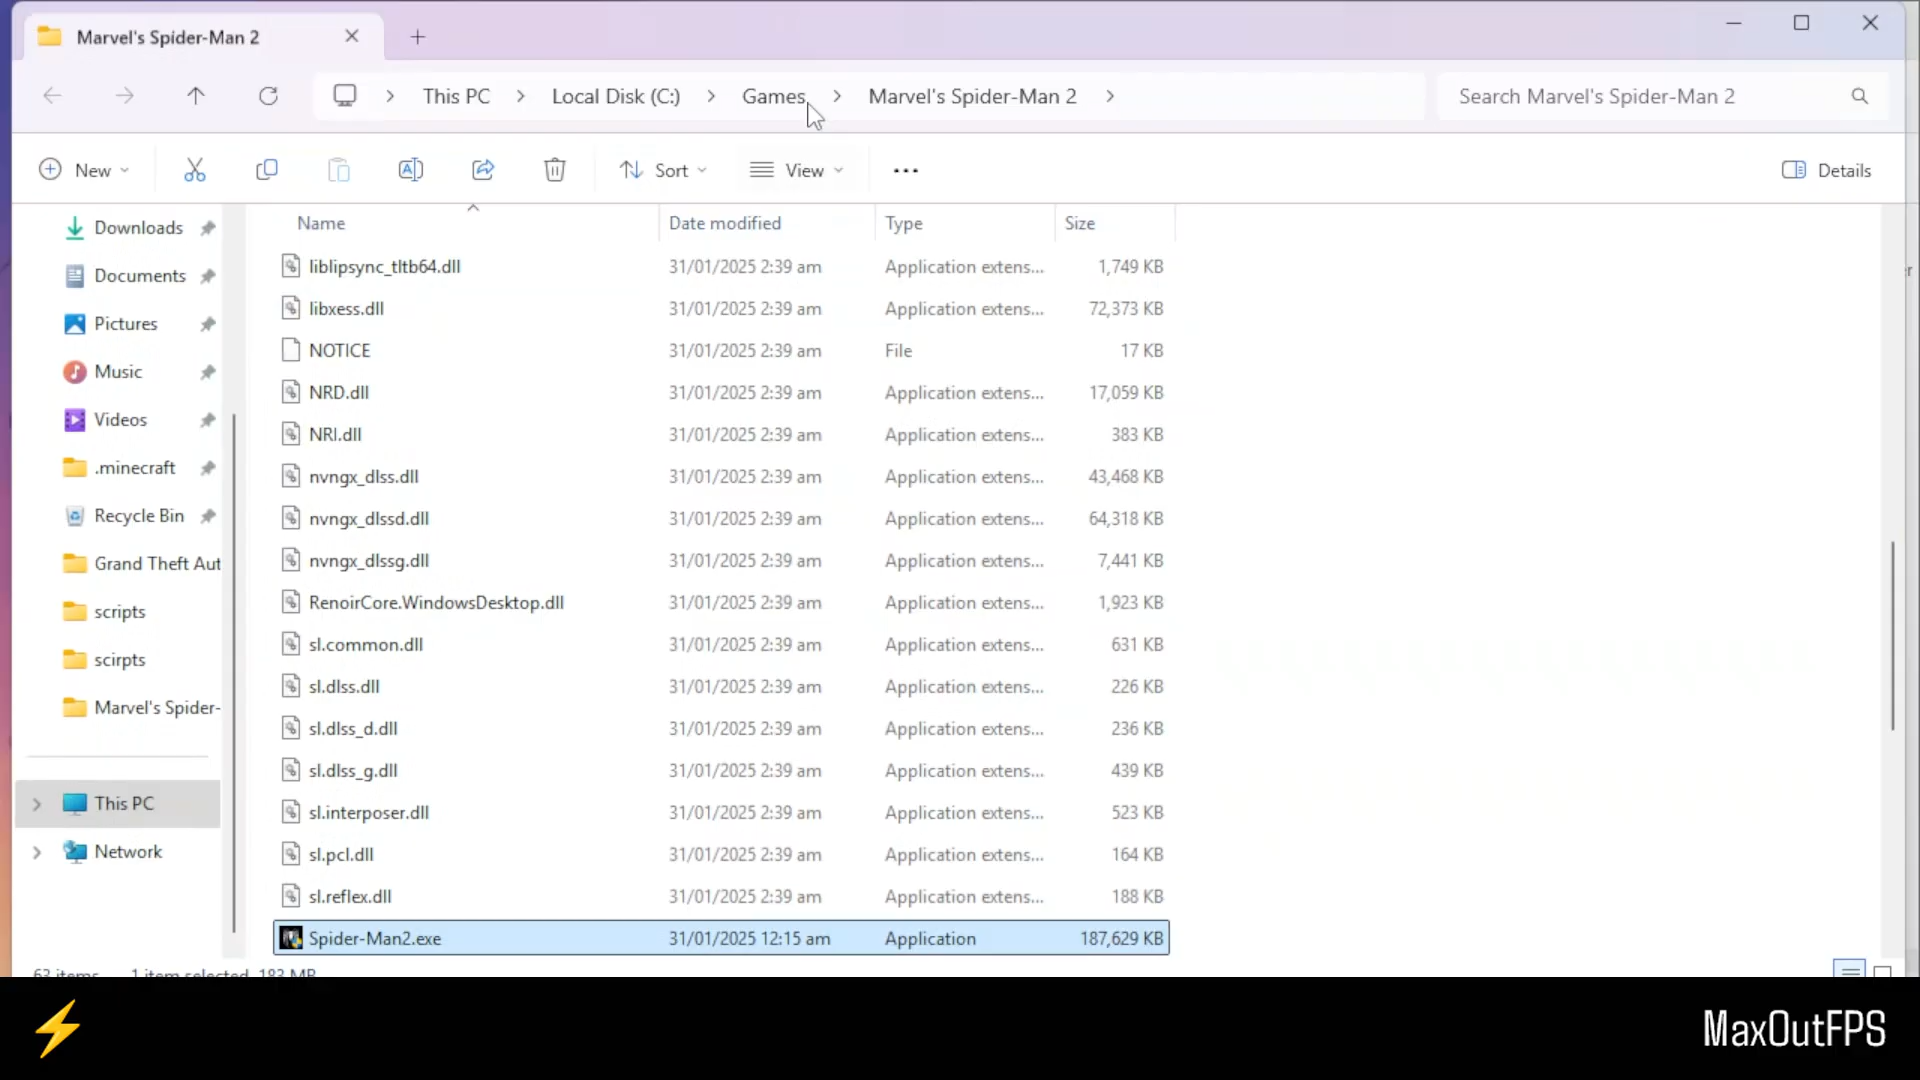 Marvel's Spider-Man 2
This PC > Local Disk (C:) > Games > Marvel's Spider-Man 2 >
Search Marvel's Spider-Man 2
New
Sort
View
Details
Name Date modified Type Size
Downloads
Documents
Pictures
Music
Videos
.minecraft
Recycle Bin
Grand Theft Aut
scripts
scirpts
Marvel's Spider-
This PC
Network
liblipsync_tltb64.dll 31/01/2025 2:39 am Application extens... 1,749 KB
libxess.dll 31/01/2025 2:39 am Application extens... 72,373 KB
NOTICE 31/01/2025 2:39 am File 17 KB
NRD.dll 31/01/2025 2:39 am Application extens... 17,059 KB
NRI.dll 31/01/2025 2:39 am Application extens... 383 KB
nvngx_dlss.dll 31/01/2025 2:39 am Application extens... 43,468 KB
nvngx_dlssd.dll 31/01/2025 2:39 am Application extens... 64,318 KB
nvngx_dlssg.dll 31/01/2025 2:39 am Application extens... 7,441 KB
RenoirCore.WindowsDesktop.dll 31/01/2025 2:39 am Application extens... 1,923 KB
sl.common.dll 31/01/2025 2:39 am Application extens... 631 KB
sl.dlss.dll 31/01/2025 2:39 am Application extens... 226 KB
sl.dlss_d.dll 31/01/2025 2:39 am Application extens... 236 KB
sl.dlss_g.dll 31/01/2025 2:39 am Application extens... 439 KB
sl.interposer.dll 31/01/2025 2:39 am Application extens... 523 KB
sl.pcl.dll 31/01/2025 2:39 am Application extens... 164 KB
sl.reflex.dll 31/01/2025 2:39 am Application extens... 188 KB
Spider-Man2.exe 31/01/2025 12:15 am Application 187,629 KB
63 items 1 item selected 183 MB
MaxOutFPS